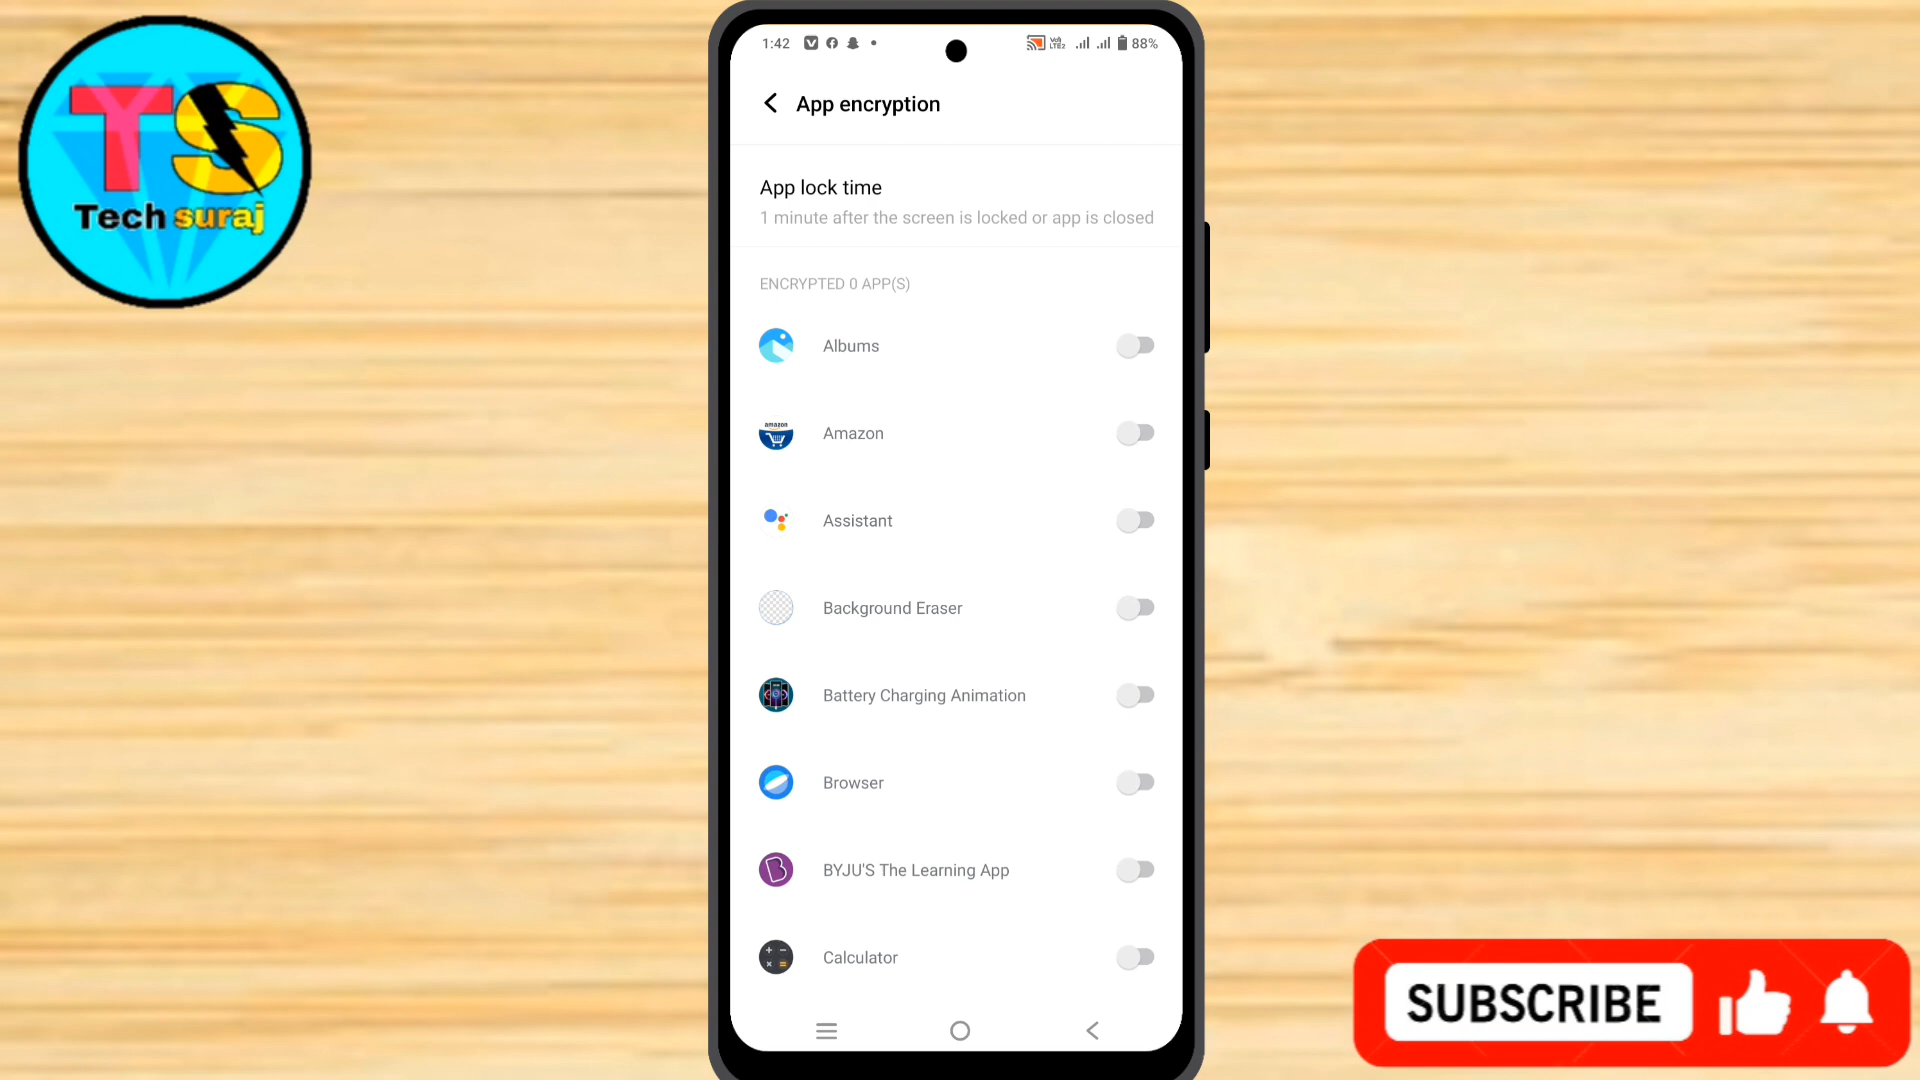 TS
Tech suraj
1:42
88%
App encryption
App lock time
1 minute after the screen is locked or app is closed
ENCRYPTED 0 APP(S)
Albums
amazon
Amazon
Assistant
Background Eraser
Battery Charging Animation
Browser
BYJU'S The Learning App
Calculator
SUBSCRIBE